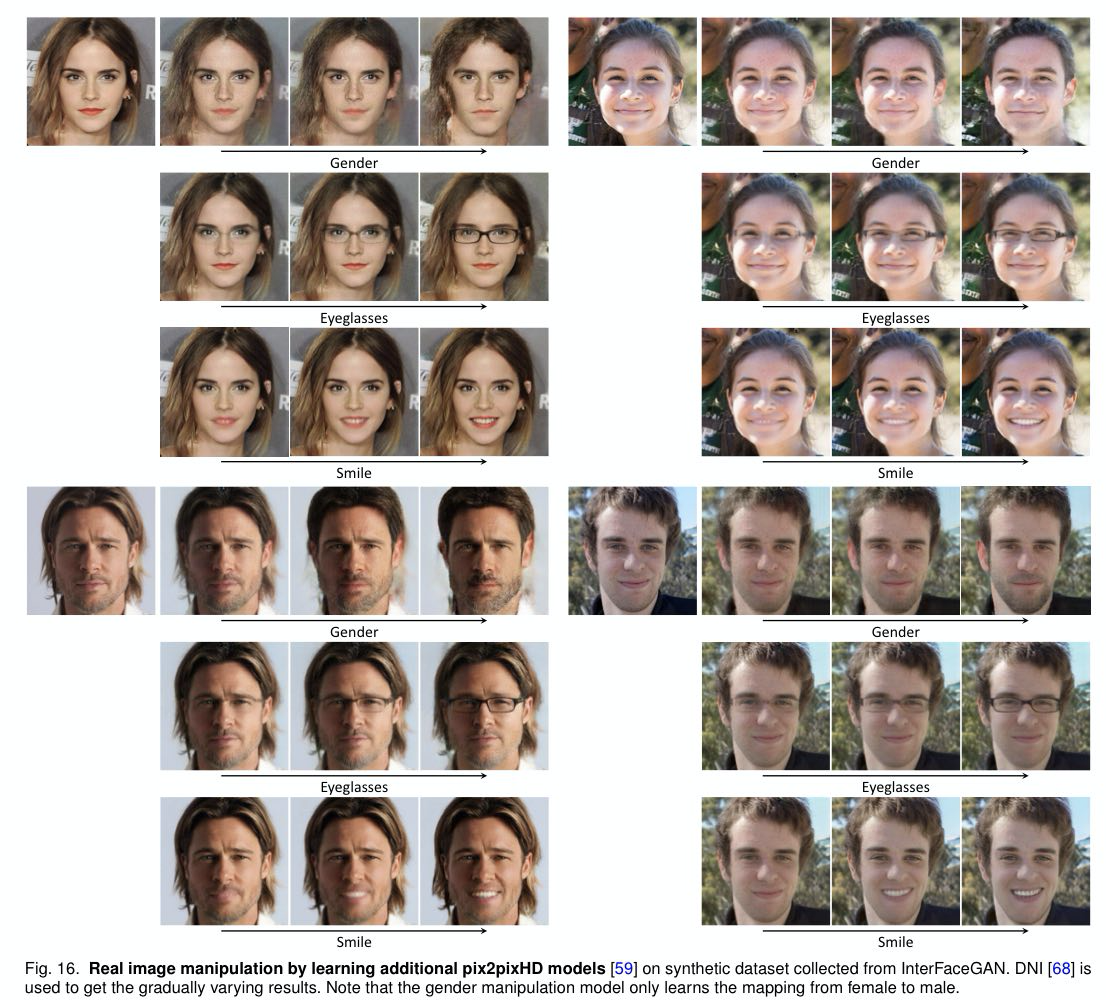 Gender
Gender
Eyeglasses
Eyeglasses
Smile
Smile
Gender
Gender
Eyeglasses
Eyeglasses
Smile
Smile
Fig. 16. Real image manipulation by learning additional pix2pixHD models [59] on synthetic dataset collected from InterFaceGAN. DNI [68] is
used to get the gradually varying results. Note that the gender manipulation model only learns the mapping from female to male.